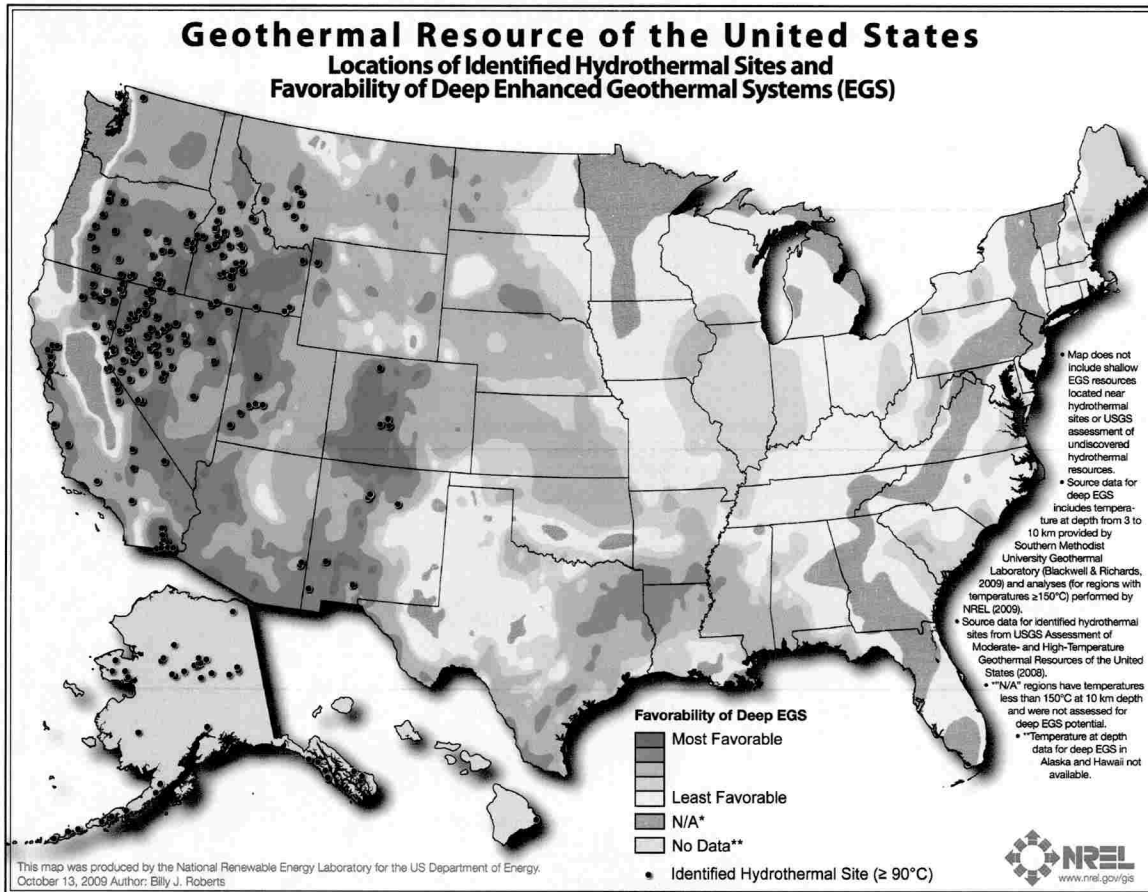 Geothermal Resource of the United States
Locations of Identified Hydrothermal Sites and
Favorability of Deep Enhanced Geothermal Systems (EGS)
• Map does not
include shallow
EGS resources
located near
hydrothermal
sites or USGS
assessment of
undiscovered
hydrothermal
resources.
• Source data for
deep EGS
includes tempera-
ture at depth from 3 to
10 km provided by
Southern Methodist
University Geothermal
Laboratory (Blackwell & Richards,
2009) and analyses (for regions with
temperatures ≥150°C) performed by
NREL (2009).
• Source data for identified hydrothermal
sites from USGS Assessment of
Moderate- and High-Temperature
Geothermal Resources of the United
States (2008).
• *"N/A" regions have temperatures
less than 150°C at 10 km depth
and were not assessed for
deep EGS potential.
• **Temperature at depth
data for deep EGS in
Alaska and Hawaii not
available.
Favorability of Deep EGS
Most Favorable
Least Favorable
N/A*
No Data**
• Identified Hydrothermal Site (≥ 90°C)
This map was produced by the National Renewable Energy Laboratory for the US Department of Energy.
October 13, 2009 Author: Billy J. Roberts
NREL
www.nrel.gov/gis